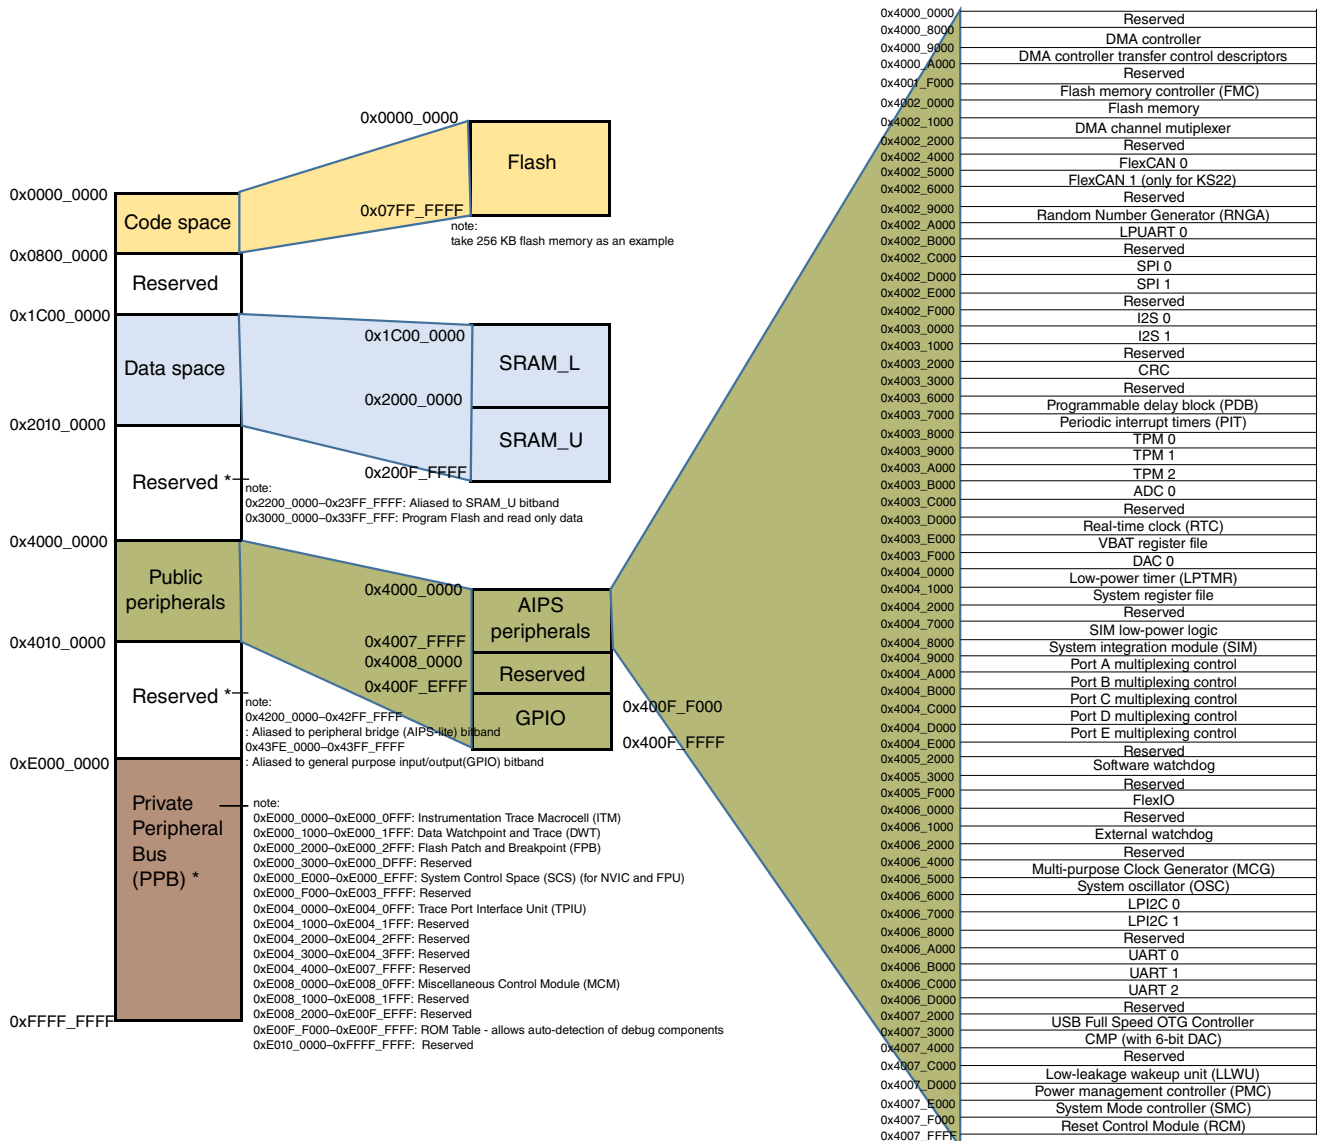 0x0000_0000
Code space
0x0800_0000
Reserved
0x1C00_0000
Data space
0x2010_0000
Reserved *
note:
0x2200_0000–0x23FF_FFFF: Aliased to SRAM_U bitband
0x3000_0000–0x33FF_FFF: Program Flash and read only data
0x4000_0000
Public
peripherals
0x4010_0000
Reserved *
note:
0x4200_0000–0x42FF_FFFF
: Aliased to peripheral bridge (AIPS-lite) bitband
0x43FE_0000–0x43FF_FFFF
: Aliased to general purpose input/output(GPIO) bitband
0xE000_0000
Private
Peripheral
Bus
(PPB) *
0xFFFF_FFFF
note:
0xE000_0000–0xE000_0FFF: Instrumentation Trace Macrocell (ITM)
0xE000_1000–0xE000_1FFF: Data Watchpoint and Trace (DWT)
0xE000_2000–0xE000_2FFF: Flash Patch and Breakpoint (FPB)
0xE000_3000–0xE000_DFFF: Reserved
0xE000_E000–0xE000_EFFF: System Control Space (SCS) (for NVIC and FPU)
0xE000_F000–0xE003_FFFF: Reserved
0xE004_0000–0xE004_0FFF: Trace Port Interface Unit (TPIU)
0xE004_1000–0xE004_1FFF: Reserved
0xE004_2000–0xE004_2FFF: Reserved
0xE004_3000–0xE004_3FFF: Reserved
0xE004_4000–0xE007_FFFF: Reserved
0xE008_0000–0xE008_0FFF: Miscellaneous Control Module (MCM)
0xE008_1000–0xE008_1FFF: Reserved
0xE008_2000–0xE00F_EFFF: Reserved
0xE00F_F000–0xE00F_FFFF: ROM Table - allows auto-detection of debug components
0xE010_0000–0xFFFF_FFFF: Reserved
0x0000_0000
Flash
0x07FF_FFFF
note:
take 256 KB flash memory as an example
0x1C00_0000
SRAM_L
0x2000_0000
SRAM_U
0x200F_FFFF
0x4000_0000
AIPS
peripherals
0x4007_FFFF
0x4008_0000
Reserved
0x400F_EFFF
GPIO
0x400F_F000
0x400F_FFFF
0x4000_0000
Reserved
0x4000_8000
DMA controller
0x4000_9000
DMA controller transfer control descriptors
0x4000_A000
Reserved
0x4001_F000
Flash memory controller (FMC)
0x4002_0000
Flash memory
0x4002_1000
DMA channel mutiplexer
0x4002_2000
Reserved
0x4002_4000
FlexCAN 0
0x4002_5000
FlexCAN 1 (only for KS22)
0x4002_6000
Reserved
0x4002_9000
Random Number Generator (RNGA)
0x4002_A000
LPUART 0
0x4002_B000
Reserved
0x4002_C000
SPI 0
0x4002_D000
SPI 1
0x4002_E000
Reserved
0x4002_F000
I2S 0
0x4003_0000
I2S 1
0x4003_1000
Reserved
0x4003_2000
CRC
0x4003_3000
Reserved
0x4003_6000
Programmable delay block (PDB)
0x4003_7000
Periodic interrupt timers (PIT)
0x4003_8000
TPM 0
0x4003_9000
TPM 1
0x4003_A000
TPM 2
0x4003_B000
ADC 0
0x4003_C000
Reserved
0x4003_D000
Real-time clock (RTC)
0x4003_E000
VBAT register file
0x4003_F000
DAC 0
0x4004_0000
Low-power timer (LPTMR)
0x4004_1000
System register file
0x4004_2000
Reserved
0x4004_7000
SIM low-power logic
0x4004_8000
System integration module (SIM)
0x4004_9000
Port A multiplexing control
0x4004_A000
Port B multiplexing control
0x4004_B000
Port C multiplexing control
0x4004_C000
Port D multiplexing control
0x4004_D000
Port E multiplexing control
0x4004_E000
Reserved
0x4005_2000
Software watchdog
0x4005_3000
Reserved
0x4005_F000
FlexIO
0x4006_0000
Reserved
0x4006_1000
External watchdog
0x4006_2000
Reserved
0x4006_4000
Multi-purpose Clock Generator (MCG)
0x4006_5000
System oscillator (OSC)
0x4006_6000
LPI2C 0
0x4006_7000
LPI2C 1
0x4006_8000
Reserved
0x4006_A000
UART 0
0x4006_B000
UART 1
0x4006_C000
UART 2
0x4006_D000
Reserved
0x4007_2000
USB Full Speed OTG Controller
0x4007_3000
CMP (with 6-bit DAC)
0x4007_4000
Reserved
0x4007_C000
Low-leakage wakeup unit (LLWU)
0x4007_D000
Power management controller (PMC)
0x4007_E000
System Mode controller (SMC)
0x4007_F000
Reset Control Module (RCM)
0x4007_FFFF